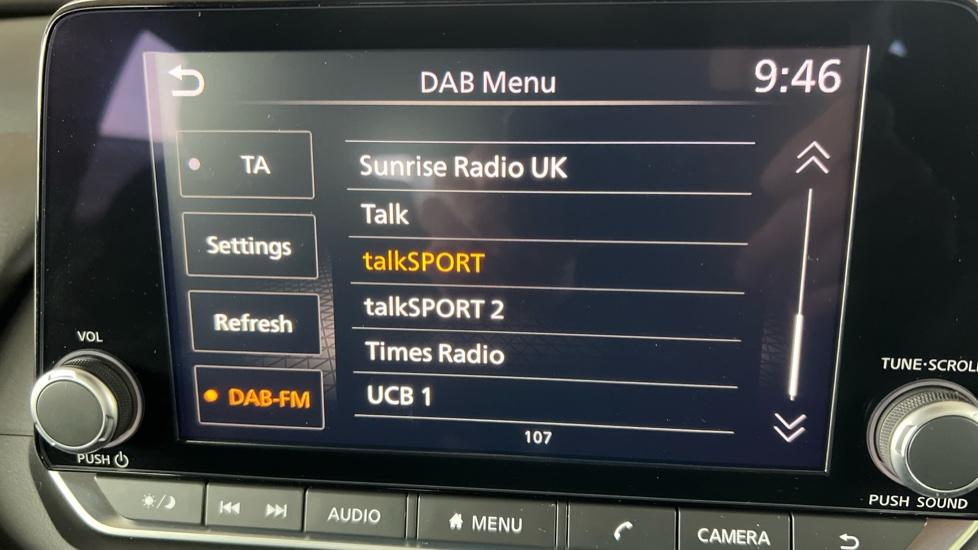 DAB Menu
9:46
TA
Settings
Refresh
DAB-FM
Sunrise Radio UK
Talk
talkSPORT
talkSPORT 2
Times Radio
UCB 1
107
VOL
PUSH
TUNE·SCROLL
PUSH SOUND
AUDIO
MENU
CAMERA